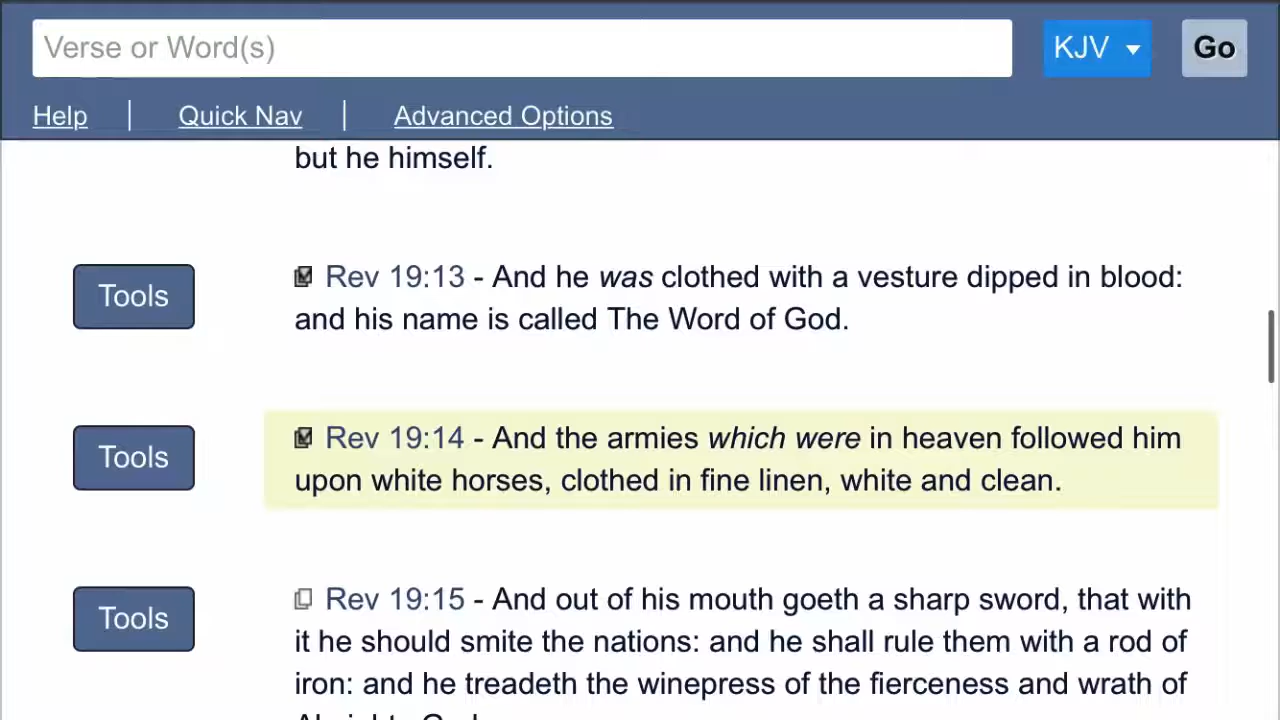 Verse or Word(s) KJV Go
Help | Quick Nav | Advanced Options
but he himself.
Tools Rev 19:13 - And he was clothed with a vesture dipped in blood:
and his name is called The Word of God.
Tools Rev 19:14 - And the armies which were in heaven followed him
upon white horses, clothed in fine linen, white and clean.
Tools Rev 19:15 - And out of his mouth goeth a sharp sword, that with
it he should smite the nations: and he shall rule them with a rod of
iron: and he treadeth the winepress of the fierceness and wrath of